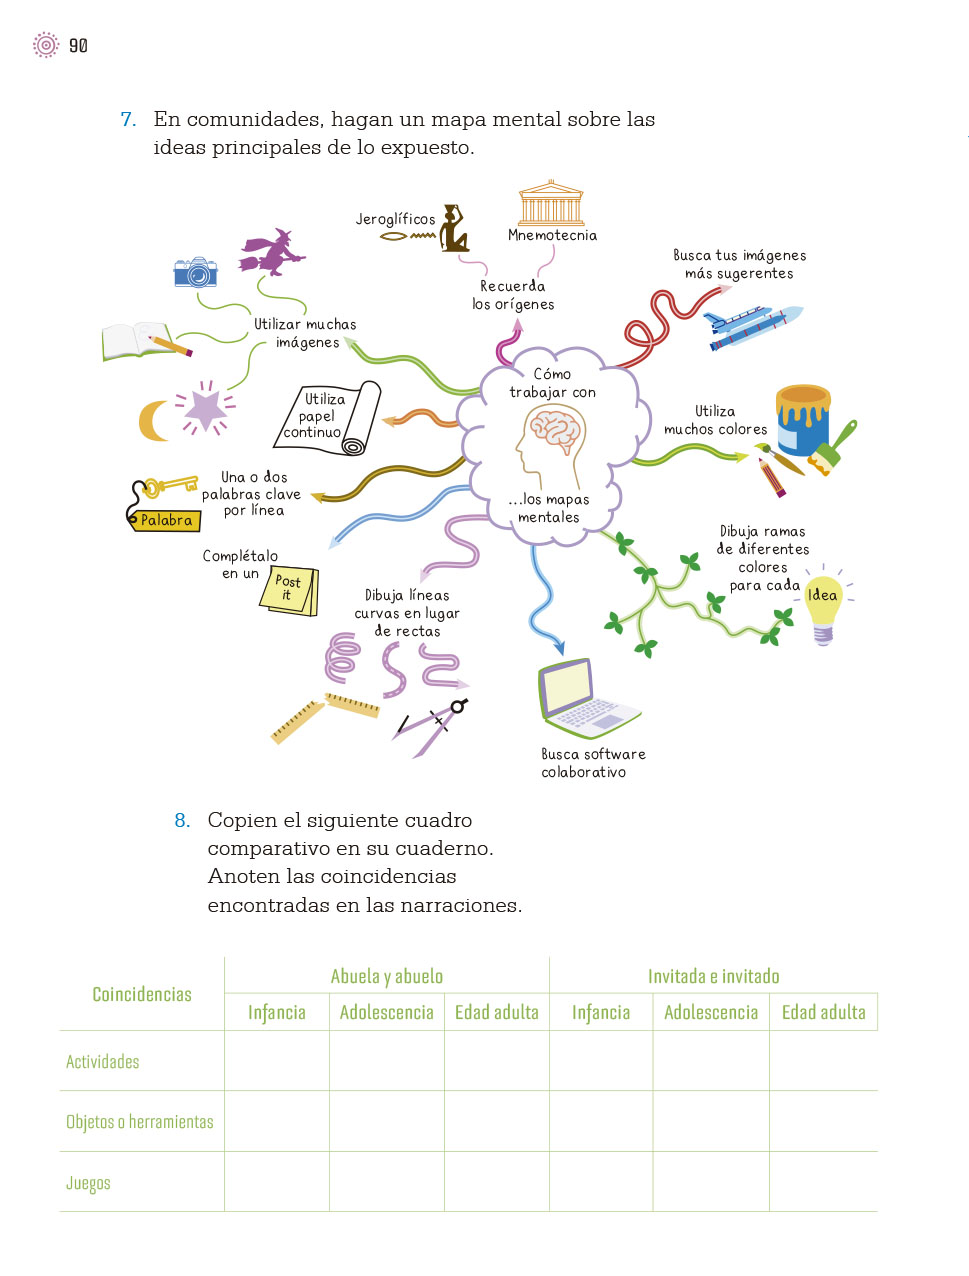 90
7. En comunidades, hagan un mapa mental sobre las
ideas principales de lo expuesto.
Jeroglíficos
Mnemotecnia
Recuerda
los orígenes
Busca tus imágenes
más sugerentes
Utilizar muchas
imágenes
Cómo
trabajar con
...los mapas
mentales
Utiliza
papel
continuo
Utiliza
muchos colores
Una o dos
palabras clave
por línea
Palabra
Complétalo
en un
Post
it
Dibuja líneas
curvas en lugar
de rectas
Dibuja ramas
de diferentes
colores
para cada
Idea
Busca software
colaborativo
8. Copien el siguiente cuadro
comparativo en su cuaderno.
Anoten las coincidencias
encontradas en las narraciones.
Coincidencias
Abuela y abuelo
Invitada e invitado
Infancia Adolescencia Edad adulta Infancia Adolescencia Edad adulta
Actividades
Objetos o herramientas
Juegos